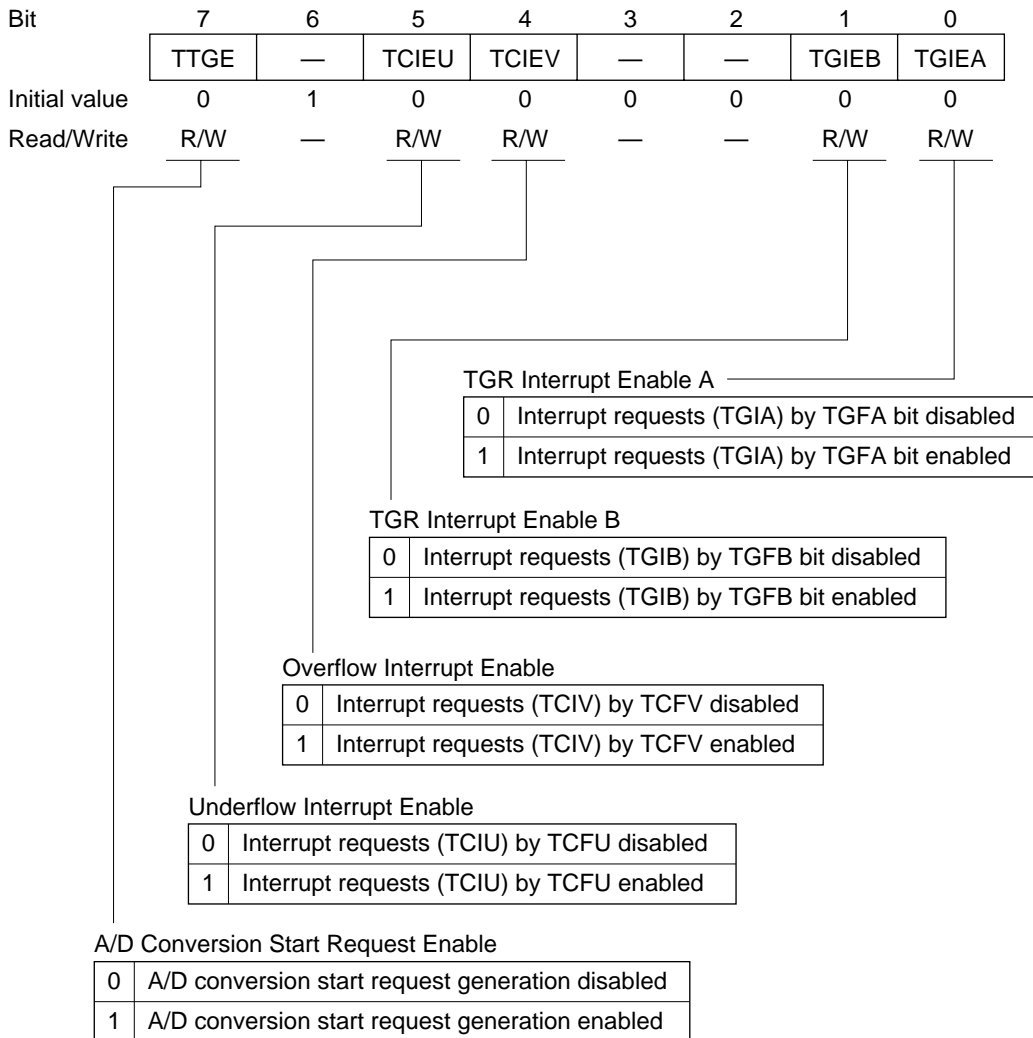 Bit 7 6 5 4 3 2 1 0
TTGE — TCIEU TCIEV — — TGIEB TGIEA
Initial value 0 1 0 0 0 0 0 0
Read/Write R/W — R/W R/W — — R/W R/W
TGR Interrupt Enable A
0 Interrupt requests (TGIA) by TGFA bit disabled
1 Interrupt requests (TGIA) by TGFA bit enabled
TGR Interrupt Enable B
0 Interrupt requests (TGIB) by TGFB bit disabled
1 Interrupt requests (TGIB) by TGFB bit enabled
Overflow Interrupt Enable
0 Interrupt requests (TCIV) by TCFV disabled
1 Interrupt requests (TCIV) by TCFV enabled
Underflow Interrupt Enable
0 Interrupt requests (TCIU) by TCFU disabled
1 Interrupt requests (TCIU) by TCFU enabled
A/D Conversion Start Request Enable
0 A/D conversion start request generation disabled
1 A/D conversion start request generation enabled